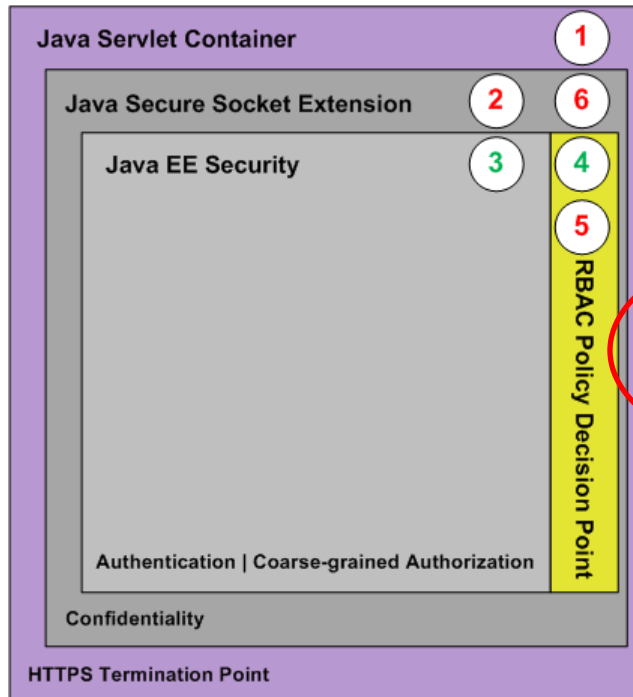 Java Servlet Container 1
Java Secure Socket Extension 2 6
Java EE Security 3 4
5
RBAC Policy Decision Point
Authentication | Coarse-grained Authorization
Confidentiality
HTTPS Termination Point